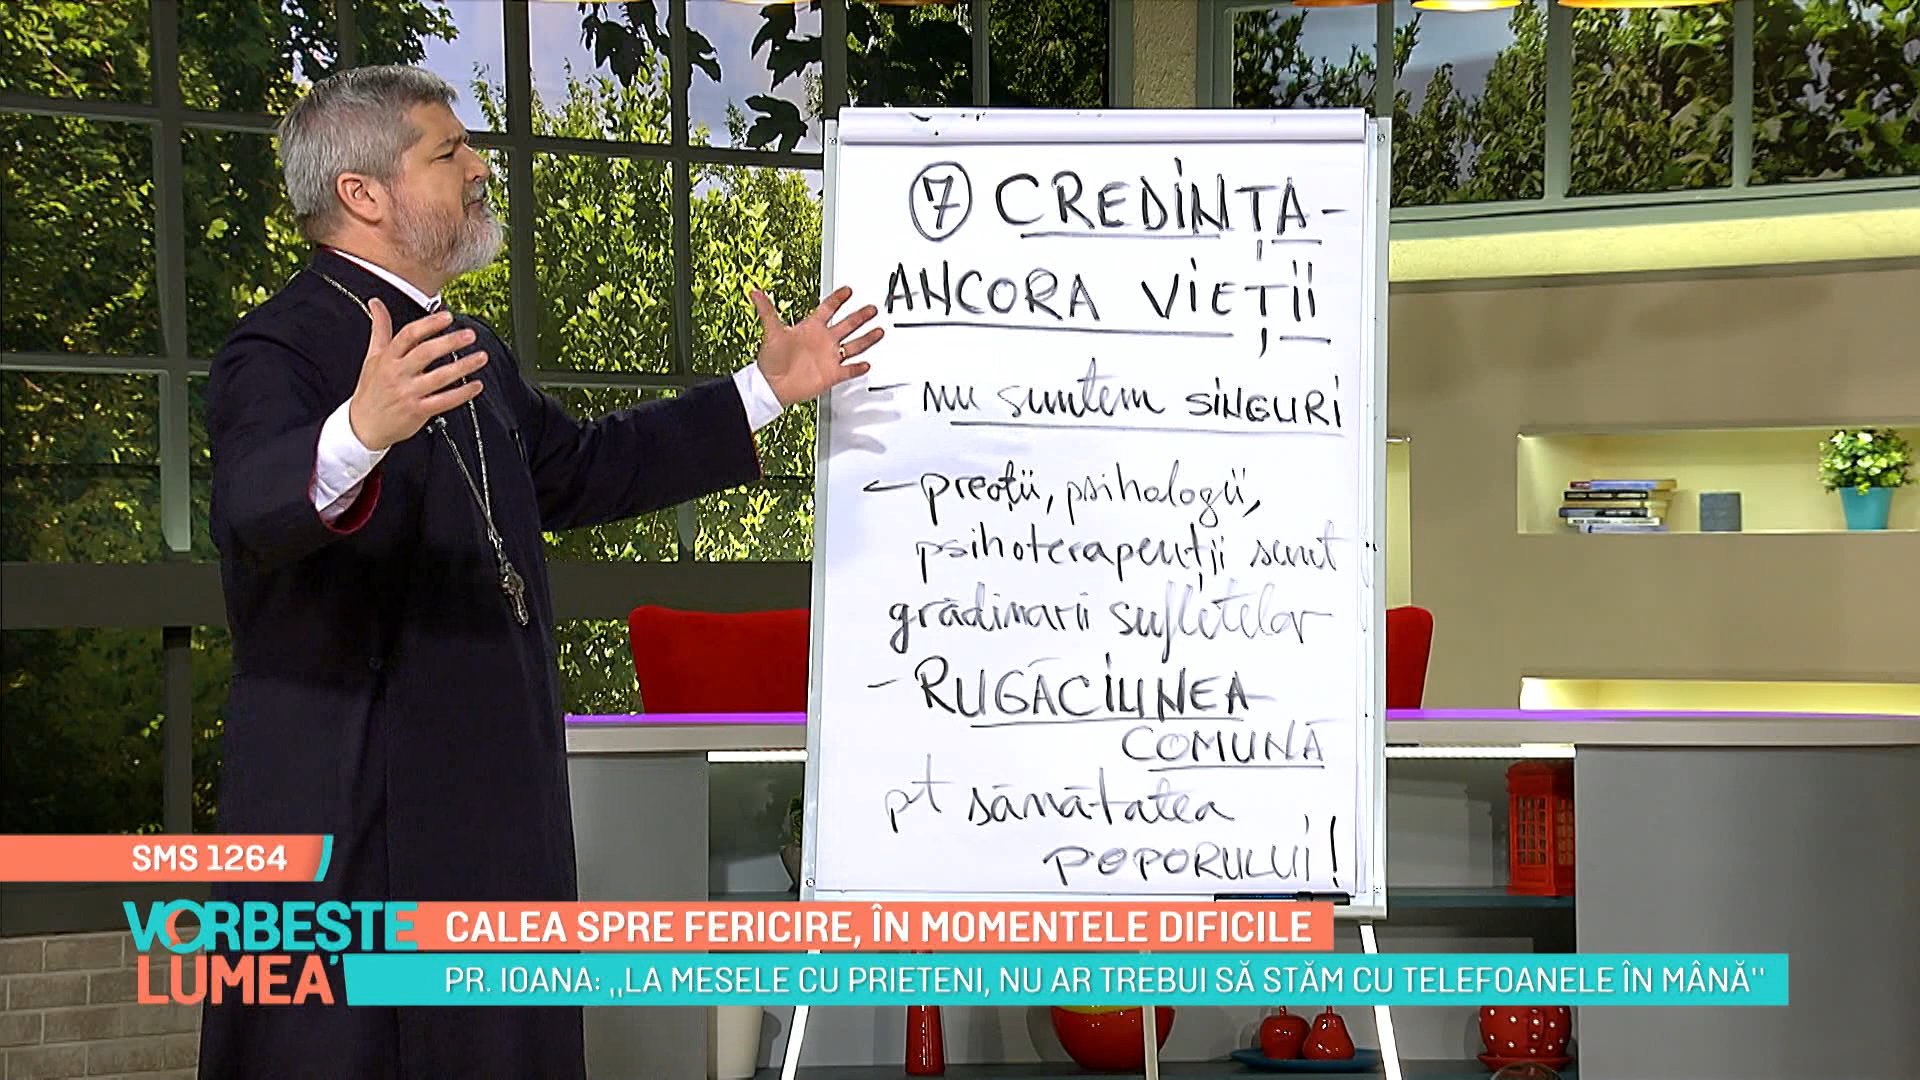 7 CREDINȚA -
ANCORA VIEȚII
- nu suntem SINGURI
- preoții, psihologii,
psihoterapeuții sunt
grădinarii sufletelor
- RUGĂCIUNEA
COMUNĂ
pt sănătatea
POPORULUI!
SMS 1264
VORBEȘTE
LUMEA
CALEA SPRE FERICIRE, ÎN MOMENTELE DIFICILE
PR. IOANA: ,,LA MESELE CU PRIETENI, NU AR TREBUI SĂ STĂM CU TELEFOANELE ÎN MÂNĂ''